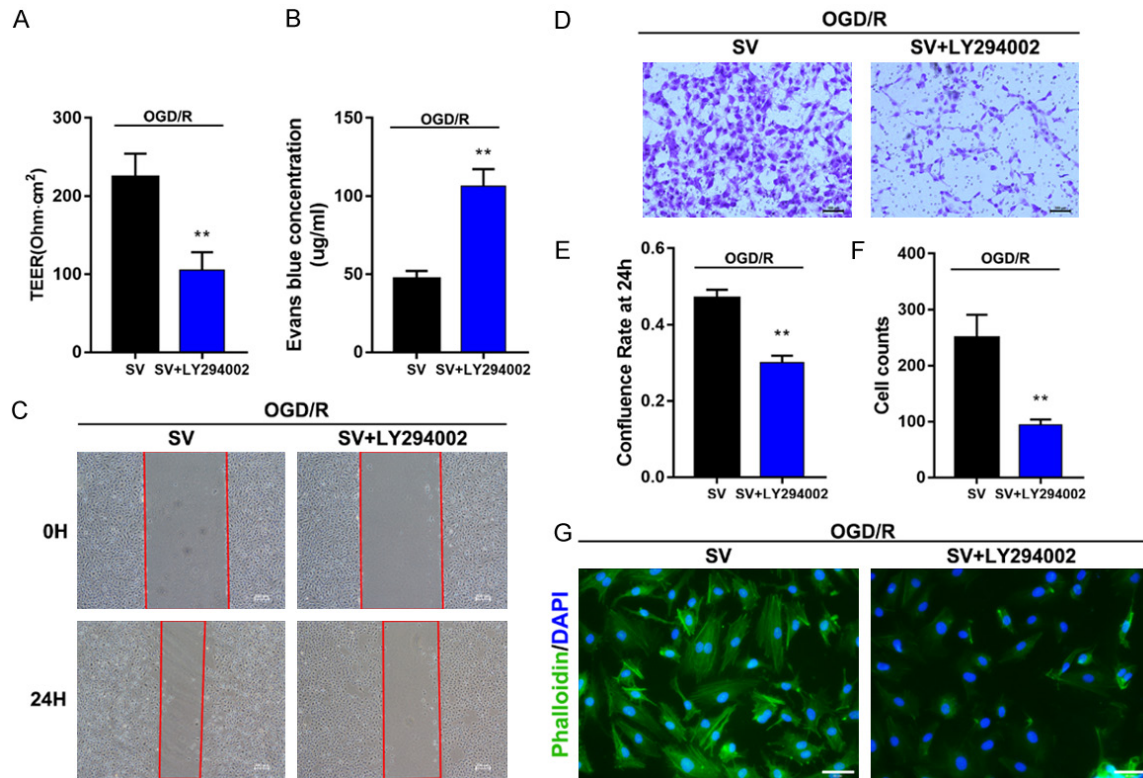 A
OGD/R
TEER(Ohm·cm²)
300
200
100
0
SV
SV+LY294002
**
B
OGD/R
Evans blue concentration
(ug/ml)
150
100
50
0
SV
SV+LY294002
**
C
OGD/R
SV
SV+LY294002
0H
24H
D
OGD/R
SV
SV+LY294002
E
OGD/R
Confluence Rate at 24h
0.6
0.4
0.2
0.0
SV
SV+LY294002
**
F
OGD/R
Cell counts
400
300
200
100
0
SV
SV+LY294002
**
G
OGD/R
SV
SV+LY294002
Phalloidin/DAPI